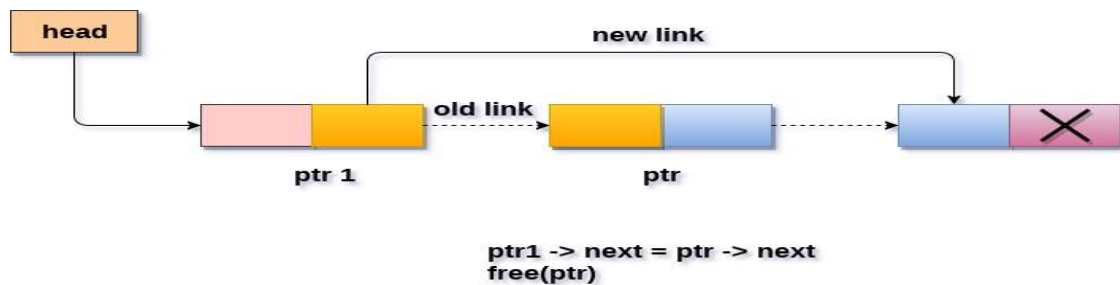 head
new link
old link
ptr 1
ptr
ptr1 -> next = ptr -> next
free(ptr)